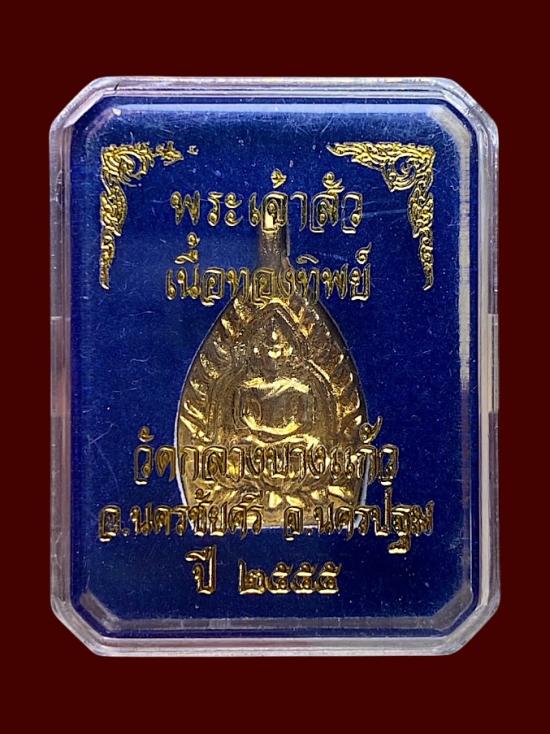 พระเจ้าสัว
เนื้อทองทิพย์
วัดกลางบางแก้ว
อ.นครชัยศรี จ.นครปฐม
ปี ๒๕๕๕